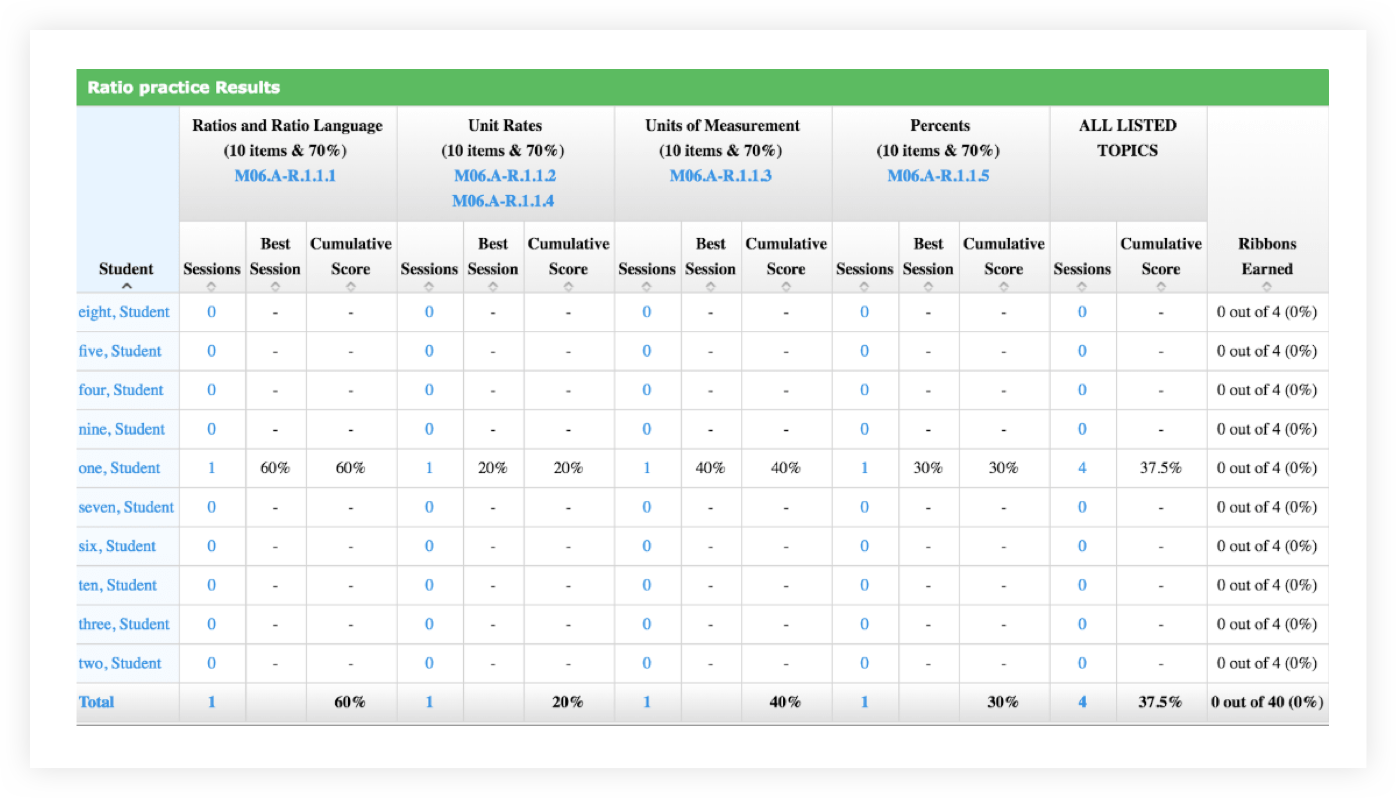 Ratio practice Results
Ratios and Ratio Language Unit Rates Units of Measurement Percents ALL LISTED
(10 items & 70%) (10 items & 70%) (10 items & 70%) (10 items & 70%) TOPICS
M06.A-R.1.1.1 M06.A-R.1.1.2 M06.A-R.1.1.3 M06.A-R.1.1.5
M06.A-R.1.1.4
Best Cumulative Best Cumulative Best Cumulative Best Cumulative Cumulative Ribbons
Student Sessions Session Score Sessions Session Score Sessions Session Score Sessions Session Score Sessions Score Earned
eight, Student 0 - - 0 - - 0 - - 0 - - 0 - 0 out of 4 (0%)
five, Student 0 - - 0 - - 0 - - 0 - - 0 - 0 out of 4 (0%)
four, Student 0 - - 0 - - 0 - - 0 - - 0 - 0 out of 4 (0%)
nine, Student 0 - - 0 - - 0 - - 0 - - 0 - 0 out of 4 (0%)
one, Student 1 60% 60% 1 20% 20% 1 40% 40% 1 30% 30% 4 37.5% 0 out of 4 (0%)
seven, Student 0 - - 0 - - 0 - - 0 - - 0 - 0 out of 4 (0%)
six, Student 0 - - 0 - - 0 - - 0 - - 0 - 0 out of 4 (0%)
ten, Student 0 - - 0 - - 0 - - 0 - - 0 - 0 out of 4 (0%)
three, Student 0 - - 0 - - 0 - - 0 - - 0 - 0 out of 4 (0%)
two, Student 0 - - 0 - - 0 - - 0 - - 0 - 0 out of 4 (0%)
Total 1 60% 1 20% 1 40% 1 30% 4 37.5% 0 out of 40 (0%)